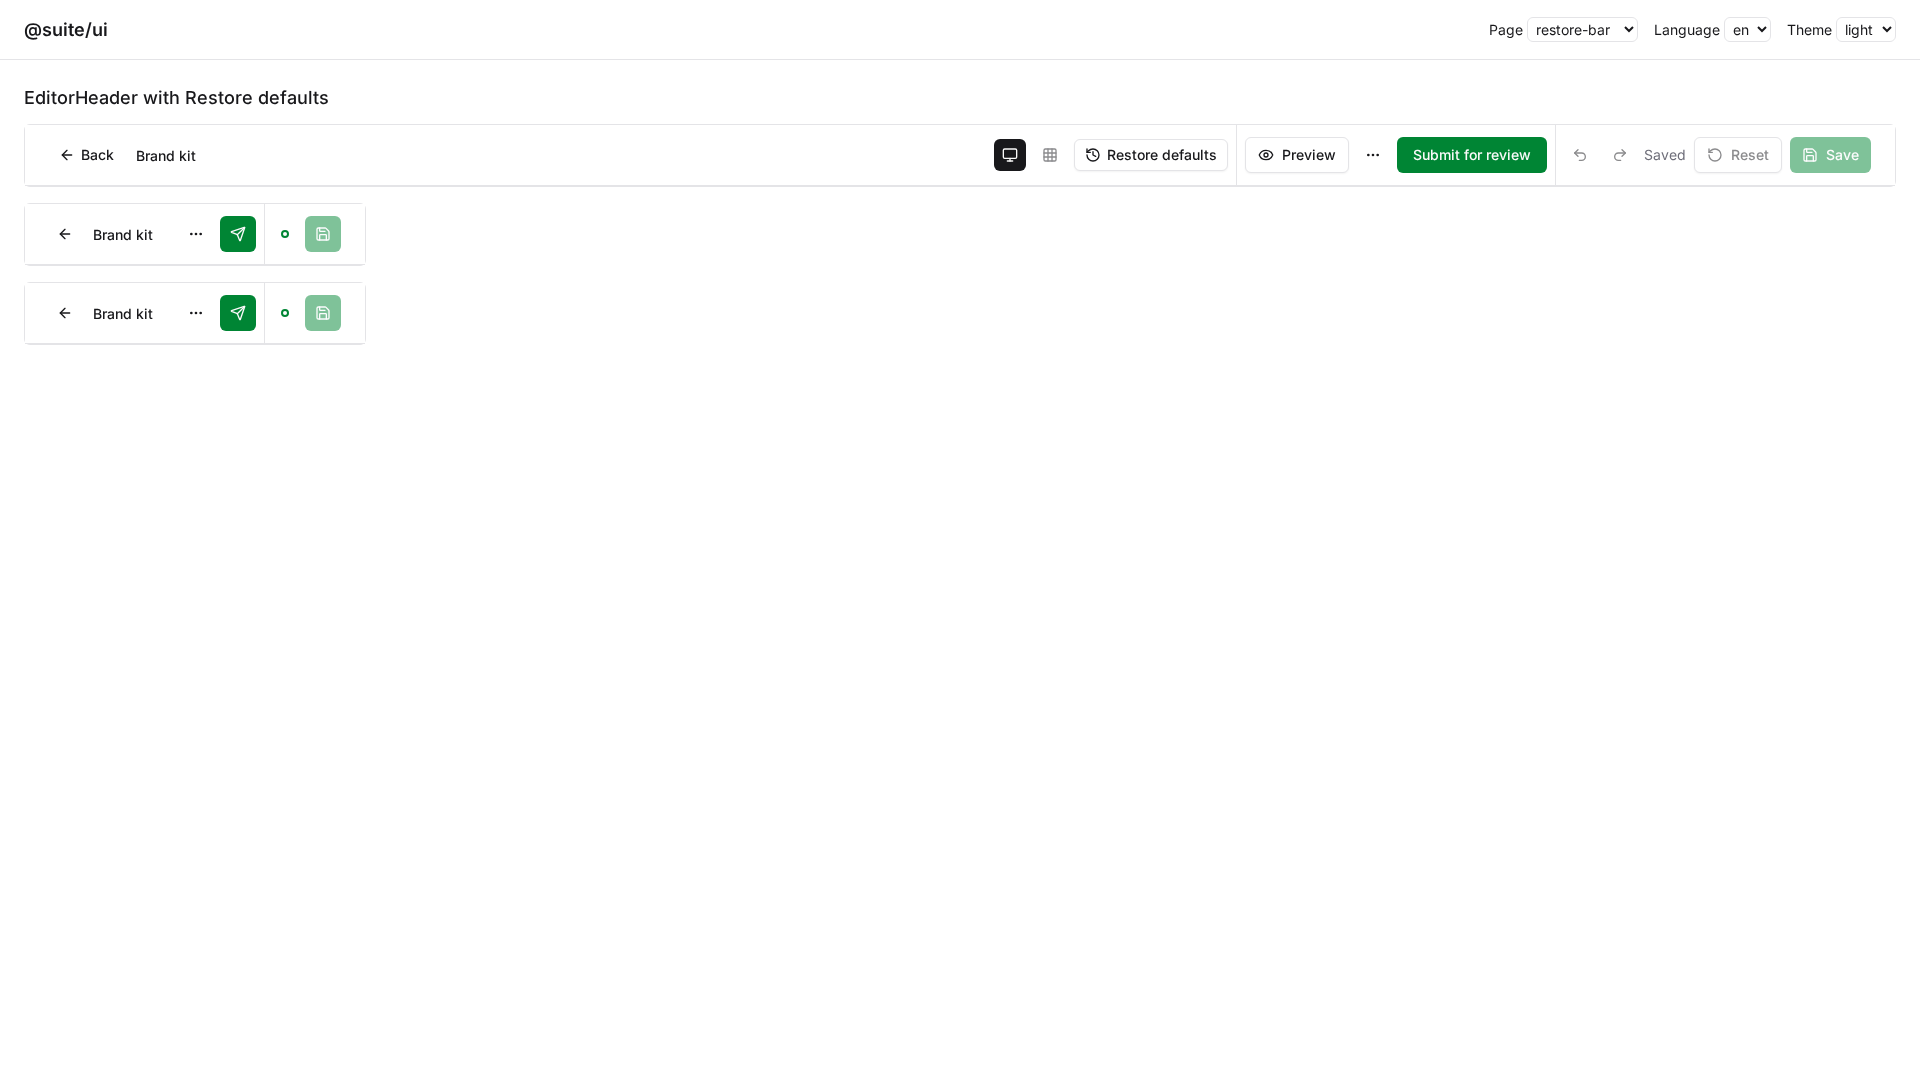 @suite/ui
Page restore-bar Language en Theme light
EditorHeader with Restore defaults
Back Brand kit Restore defaults Preview Submit for review Saved Reset Save
Brand kit
Brand kit